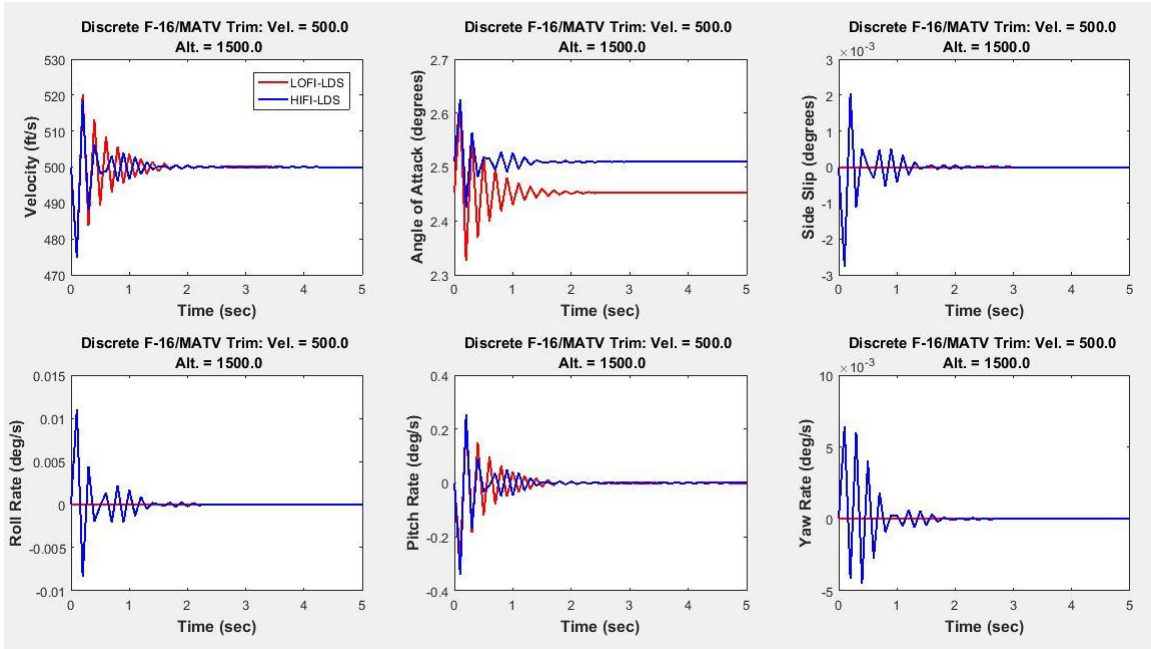 Discrete F-16/MATV Trim: Vel. = 500.0
Alt. = 1500.0
530
520
510
500
490
480
470
Velocity (ft/s)
LOFI-LDS
HIFI-LDS
0 1 2 3 4 5
Time (sec)
Discrete F-16/MATV Trim: Vel. = 500.0
Alt. = 1500.0
2.7
2.6
2.5
2.4
2.3
Angle of Attack (degrees)
0 1 2 3 4 5
Time (sec)
Discrete F-16/MATV Trim: Vel. = 500.0
Alt. = 1500.0
×10-3
3
2
1
0
-1
-2
-3
Side Slip (degrees)
0 1 2 3 4 5
Time (sec)
Discrete F-16/MATV Trim: Vel. = 500.0
Alt. = 1500.0
0.015
0.01
0.005
0
-0.005
-0.01
Roll Rate (deg/s)
0 1 2 3 4 5
Time (sec)
Discrete F-16/MATV Trim: Vel. = 500.0
Alt. = 1500.0
0.4
0.2
0
-0.2
-0.4
Pitch Rate (deg/s)
0 1 2 3 4 5
Time (sec)
Discrete F-16/MATV Trim: Vel. = 500.0
Alt. = 1500.0
×10-3
10
5
0
-5
Yaw Rate (deg/s)
0 1 2 3 4 5
Time (sec)